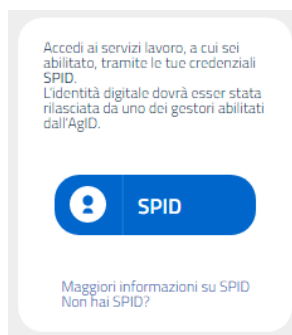 Accedi ai servizi lavoro, a cui sei
abilitato, tramite le tue credenziali
SPID.
L'identità digitale dovrà esser stata
rilasciata da uno dei gestori abilitati
dall'AgID.
SPID
Maggiori informazioni su SPID
Non hai SPID?